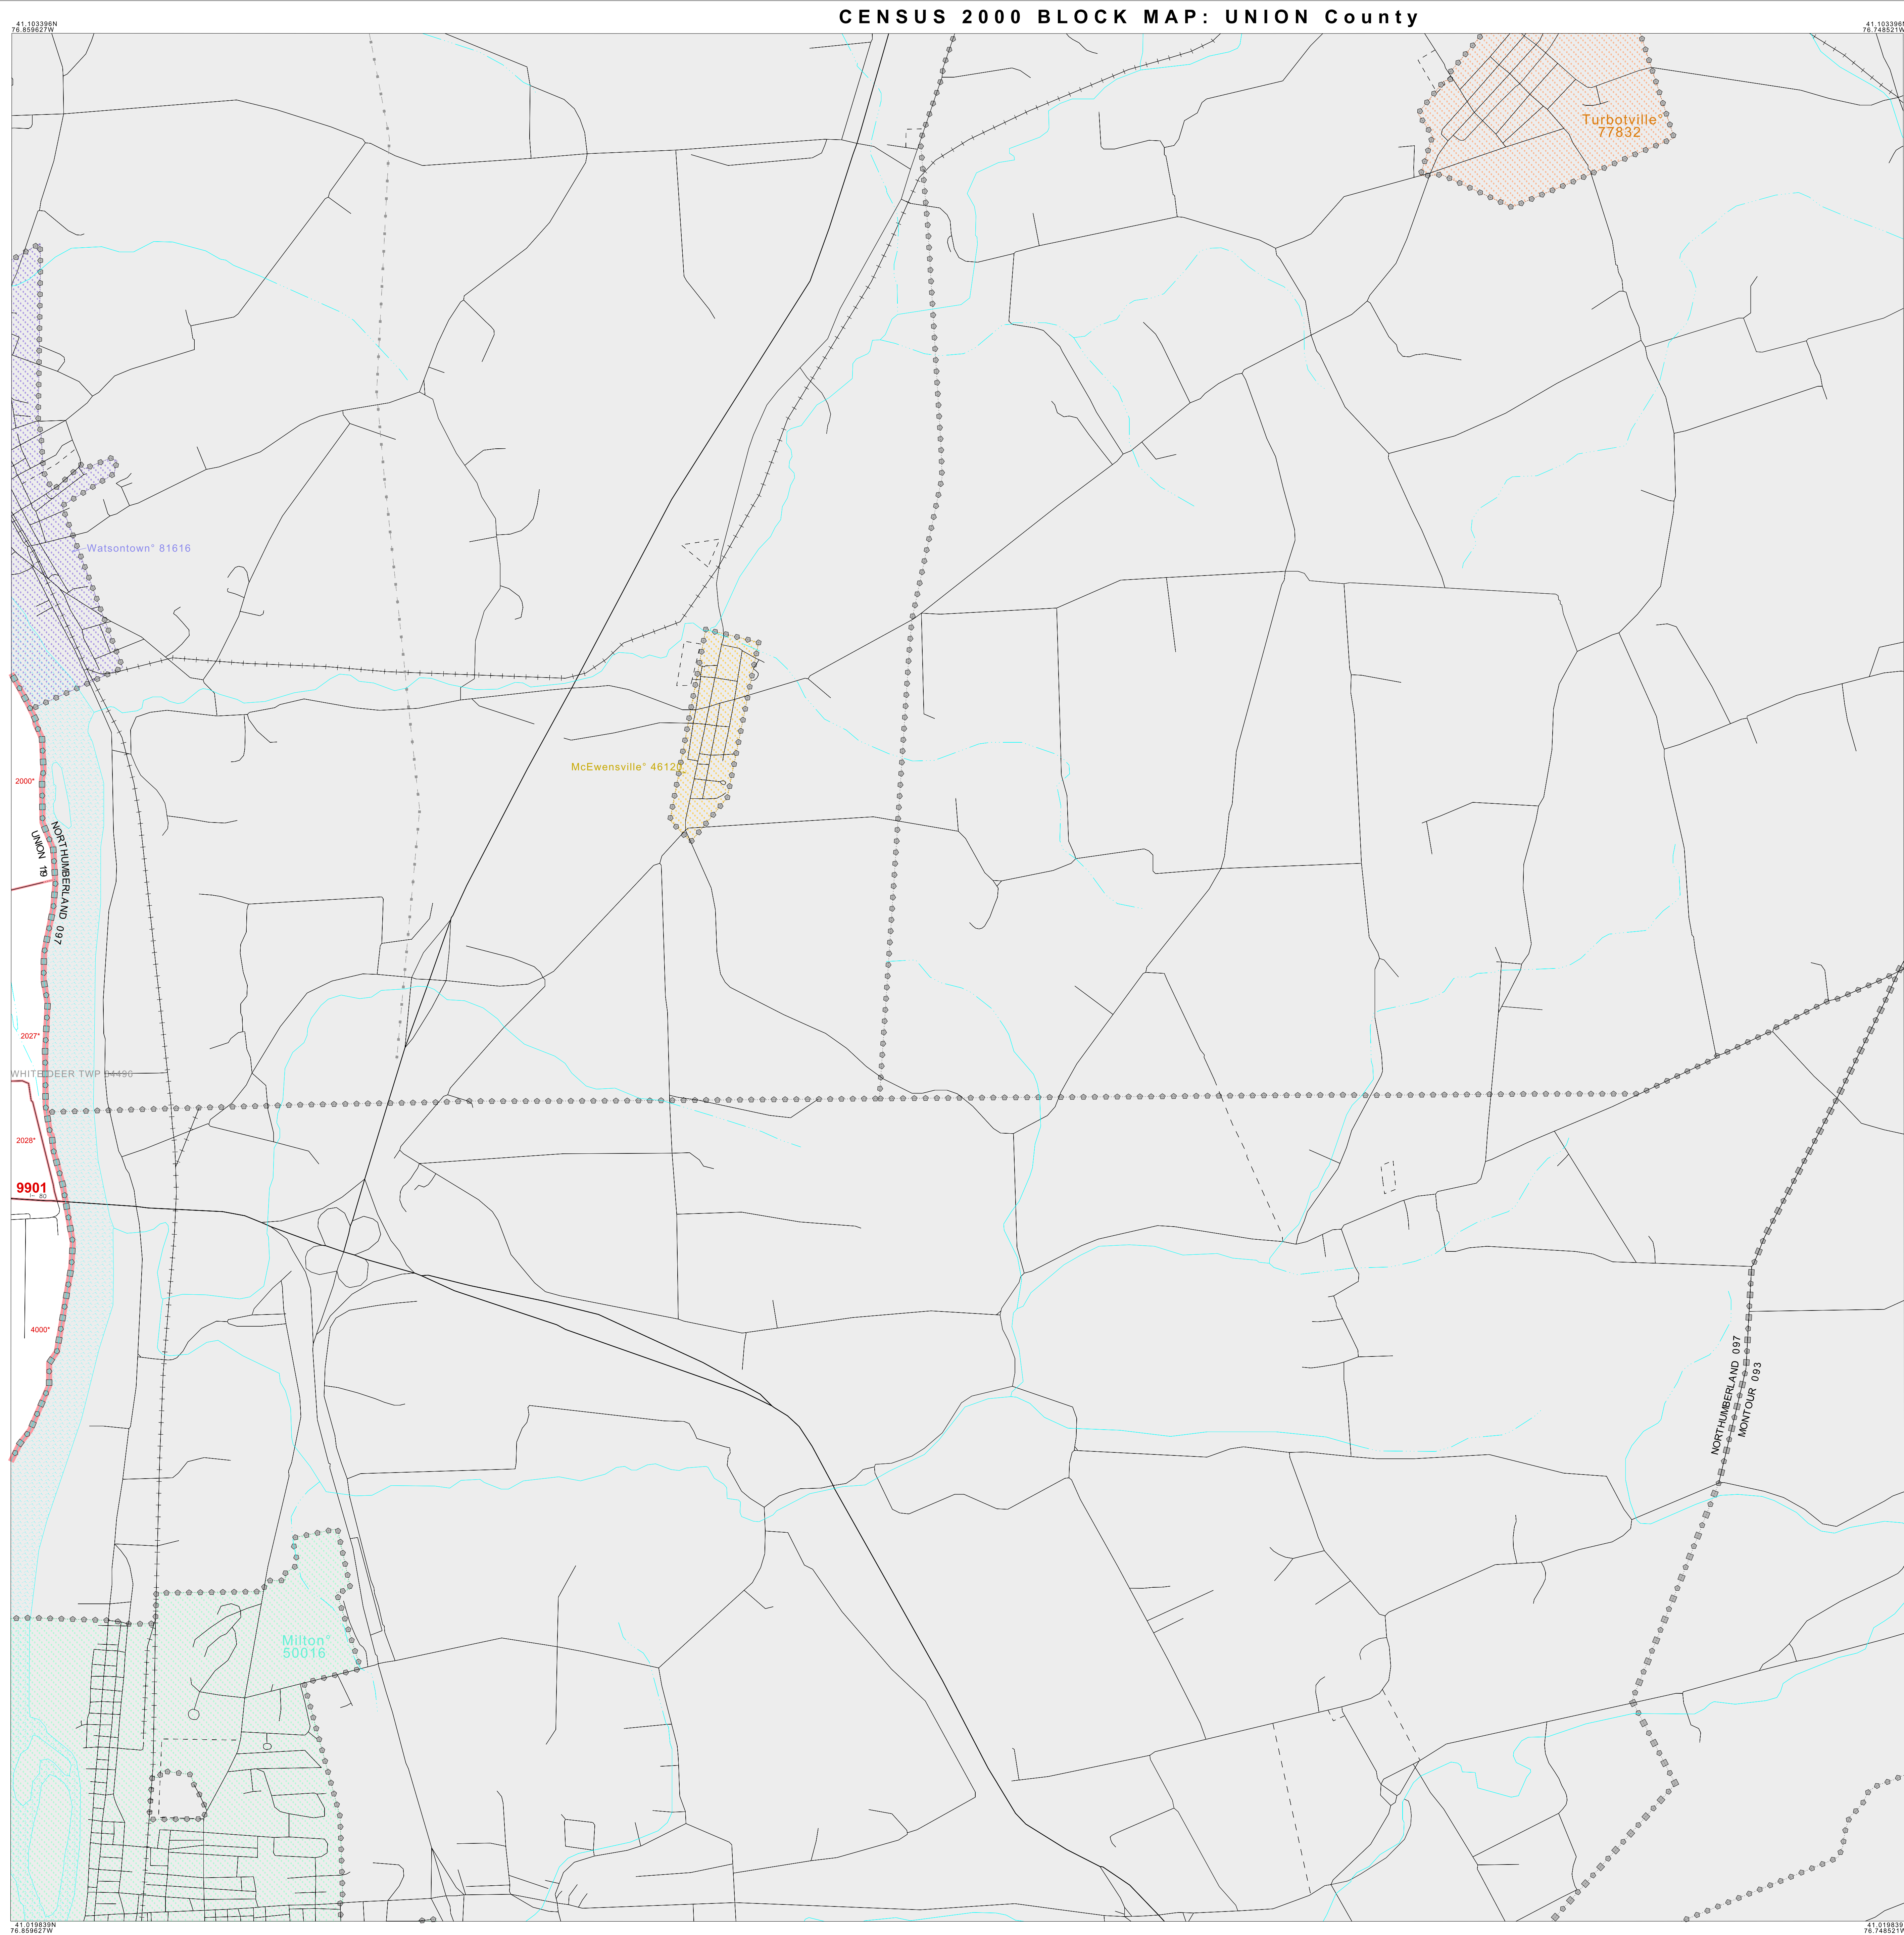 CENSUS 2000 BLOCK MAP: UNION County
41.103396N
76.859627W
41.103396N
76.748521W
Turbotville°
77832
Watsontown° 81616
McEwensville° 46120
2000°
NORTHUMBERLAND 097
UNION 119
2027°
WHITE DEER TWP 84496
2028°
9901
I- 80
4000°
NORTHUMBERLAND 097
MONTOUR 093
Milton°
50016
41.019839N
76.859627W
41.019839
76.748521W